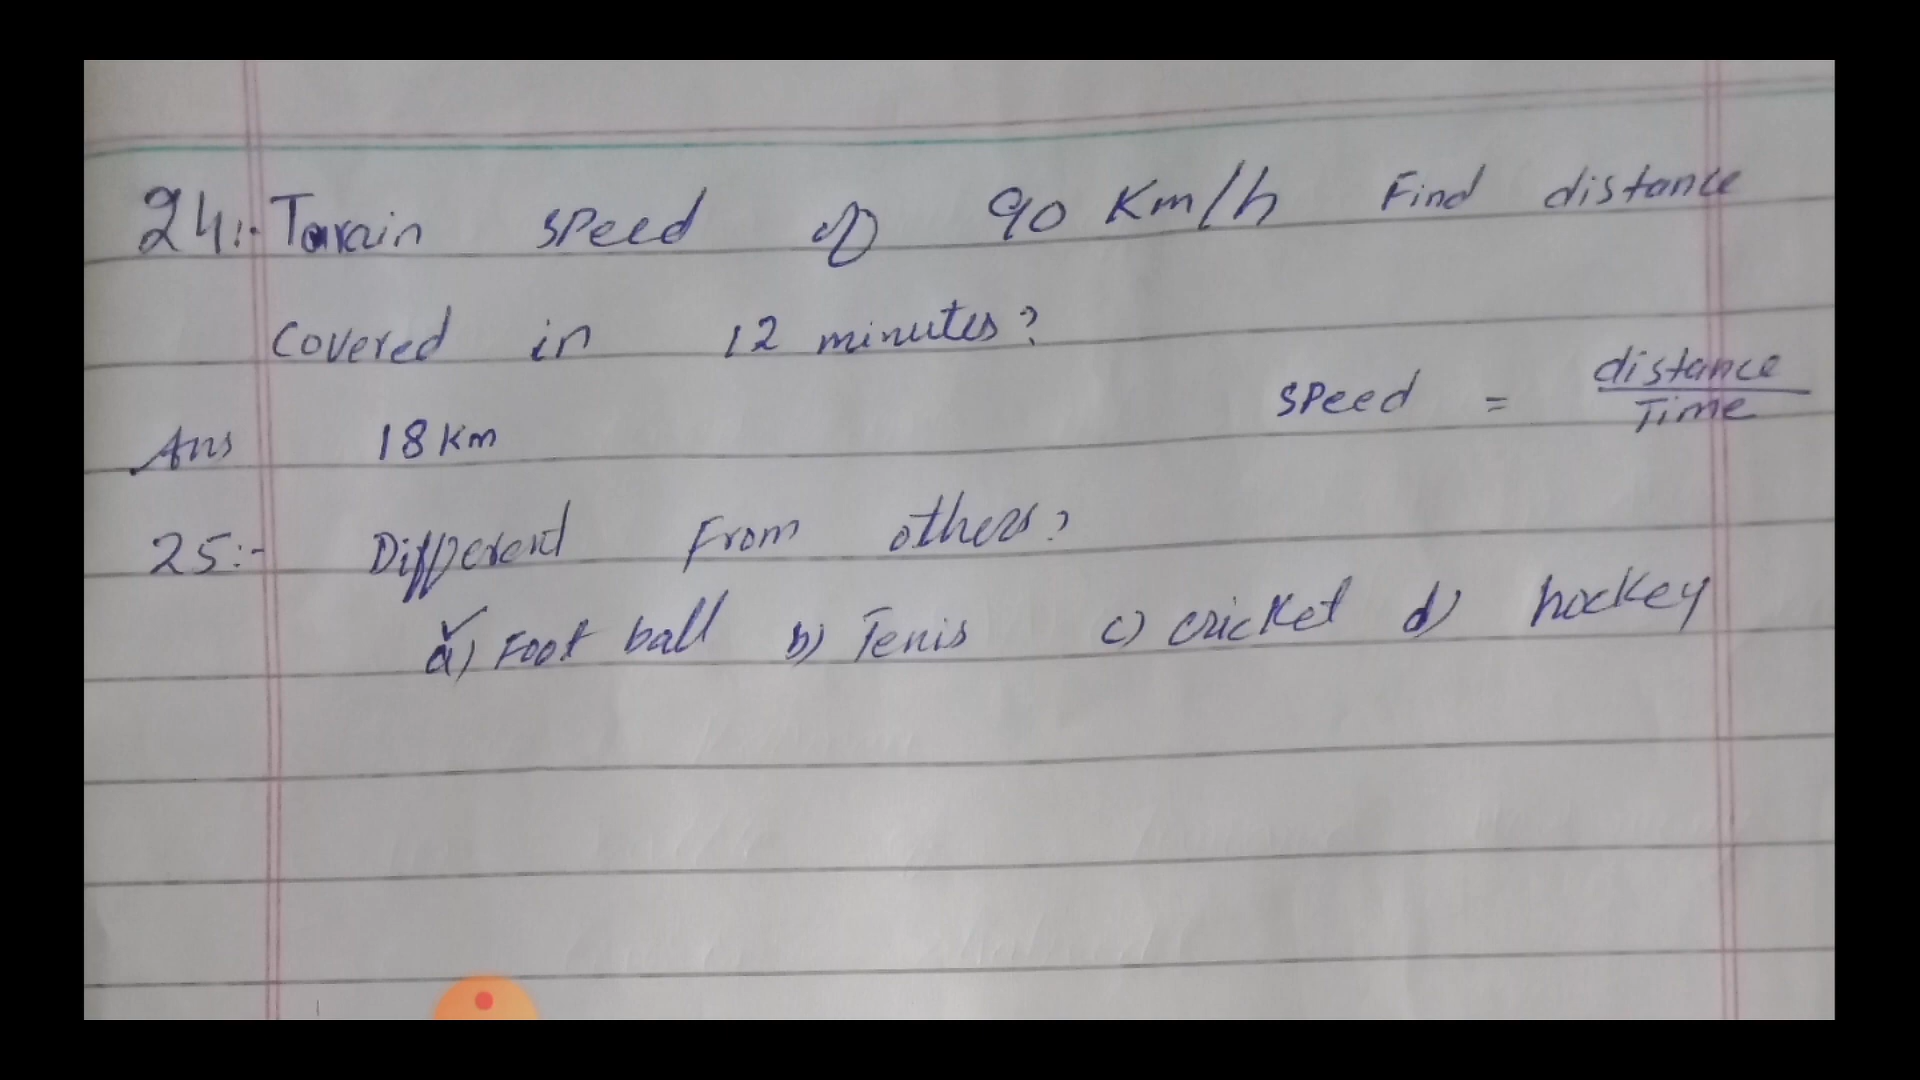 24:- Tarain speed of 90 Km/h Find distance
Covered in 12 minutes?
speed = distance / Time
Ans 18 Km
25:- Different From others?
a) Foot ball b) Tenis c) cricket d) hockey